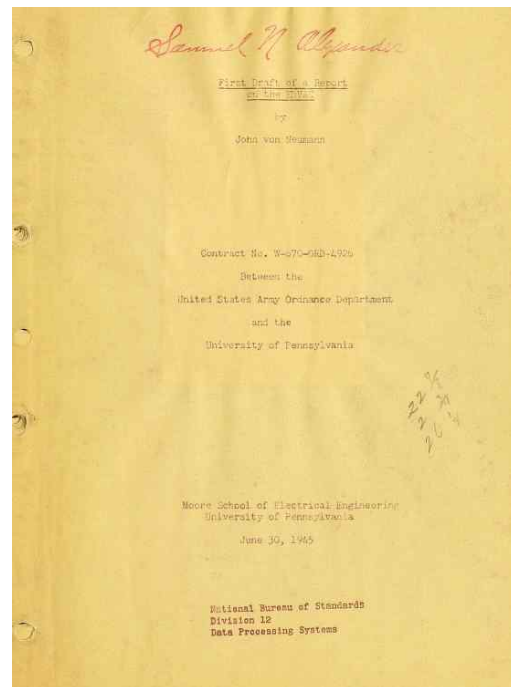 Samuel N Alexander
First Draft of a Report
on the EDVAC
by
John von Neumann
Contract No. W-670-ORD-4926
Between the
United States Army Ordnance Department
and the
University of Pennsylvania
Moore School of Electrical Engineering
University of Pennsylvania
June 30, 1945
National Bureau of Standards
Division 12
Data Processing Systems